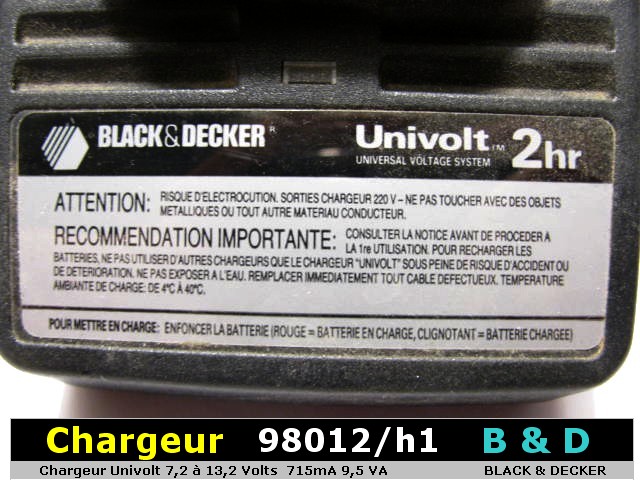 BLACK&DECKER®
Univolt™ 2hr
UNIVERSAL VOLTAGE SYSTEM
ATTENTION: RISQUE D'ELECTROCUTION. SORTIES CHARGEUR 220 V – NE PAS TOUCHER AVEC DES OBJETS
METALLIQUES OU TOUT AUTRE MATERIAU CONDUCTEUR.
RECOMMENDATION IMPORTANTE: CONSULTER LA NOTICE AVANT DE PROCEDER A
LA 1re UTILISATION. POUR RECHARGER LES
BATTERIES, NE PAS UTILISER D'AUTRES CHARGEURS QUE LE CHARGEUR "UNIVOLT" SOUS PEINE DE RISQUE D'ACCIDENT OU
DE DETERIORATION. NE PAS EXPOSER A L'EAU. REMPLACER IMMEDIATEMENT TOUT CABLE DEFECTUEUX. TEMPERATURE
AMBIANTE DE CHARGE: DE 4°C À 40°C.
POUR METTRE EN CHARGE: ENFONCER LA BATTERIE (ROUGE = BATTERIE EN CHARGE, CLIGNOTANT = BATTERIE CHARGEE)
Chargeur 98012/h1 B & D
Chargeur Univolt 7,2 à 13,2 Volts 715mA 9,5 VA BLACK & DECKER